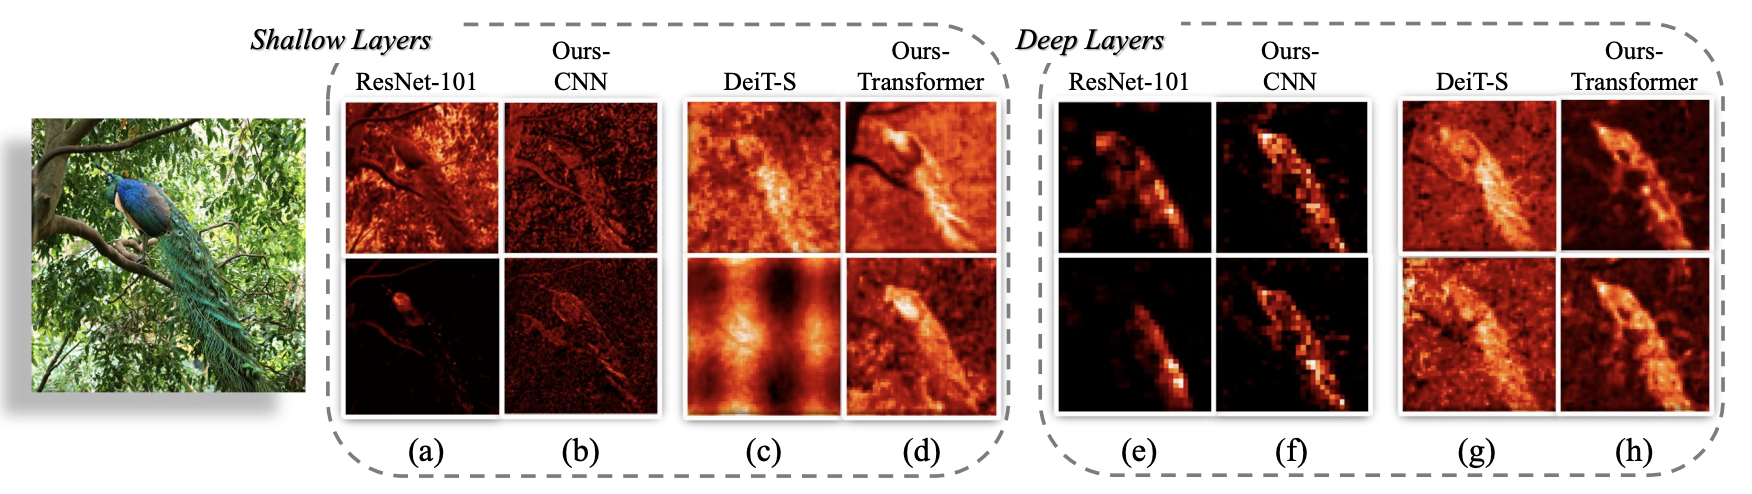 Shallow Layers
ResNet-101
Ours-
CNN
DeiT-S
Ours-
Transformer
(a)
(b)
(c)
(d)
Deep Layers
ResNet-101
Ours-
CNN
DeiT-S
Ours-
Transformer
(e)
(f)
(g)
(h)